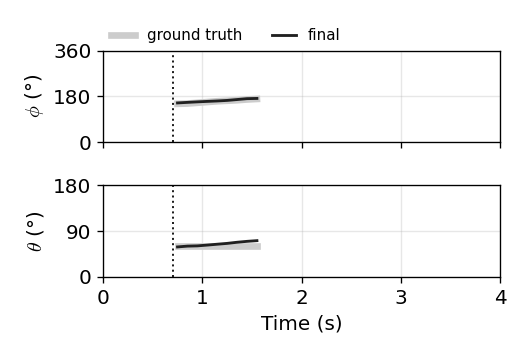 ground truth final
360
180
0
ϕ (°)
180
90
0
θ (°)
0 1 2 3 4
Time (s)